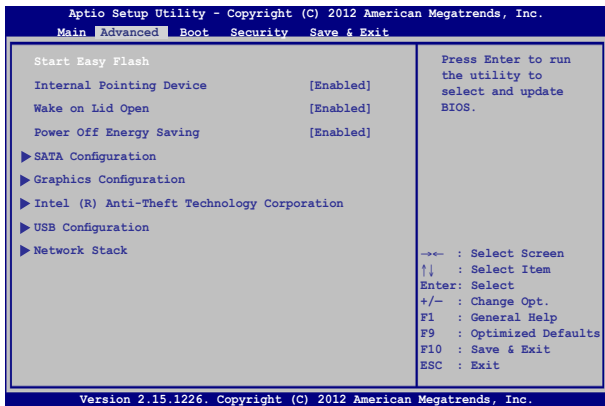 Aptio Setup Utility - Copyright (C) 2012 American Megatrends, Inc.
Main Advanced Boot Security Save & Exit
Start Easy Flash
Internal Pointing Device [Enabled]
Wake on Lid Open [Enabled]
Power Off Energy Saving [Enabled]
SATA Configuration
Graphics Configuration
Intel (R) Anti-Theft Technology Corporation
USB Configuration
Network Stack
Press Enter to run
the utility to
select and update
BIOS.
→← : Select Screen
↑↓ : Select Item
Enter: Select
+/— : Change Opt.
F1 : General Help
F9 : Optimized Defaults
F10 : Save & Exit
ESC : Exit
Version 2.15.1226. Copyright (C) 2012 American Megatrends, Inc.